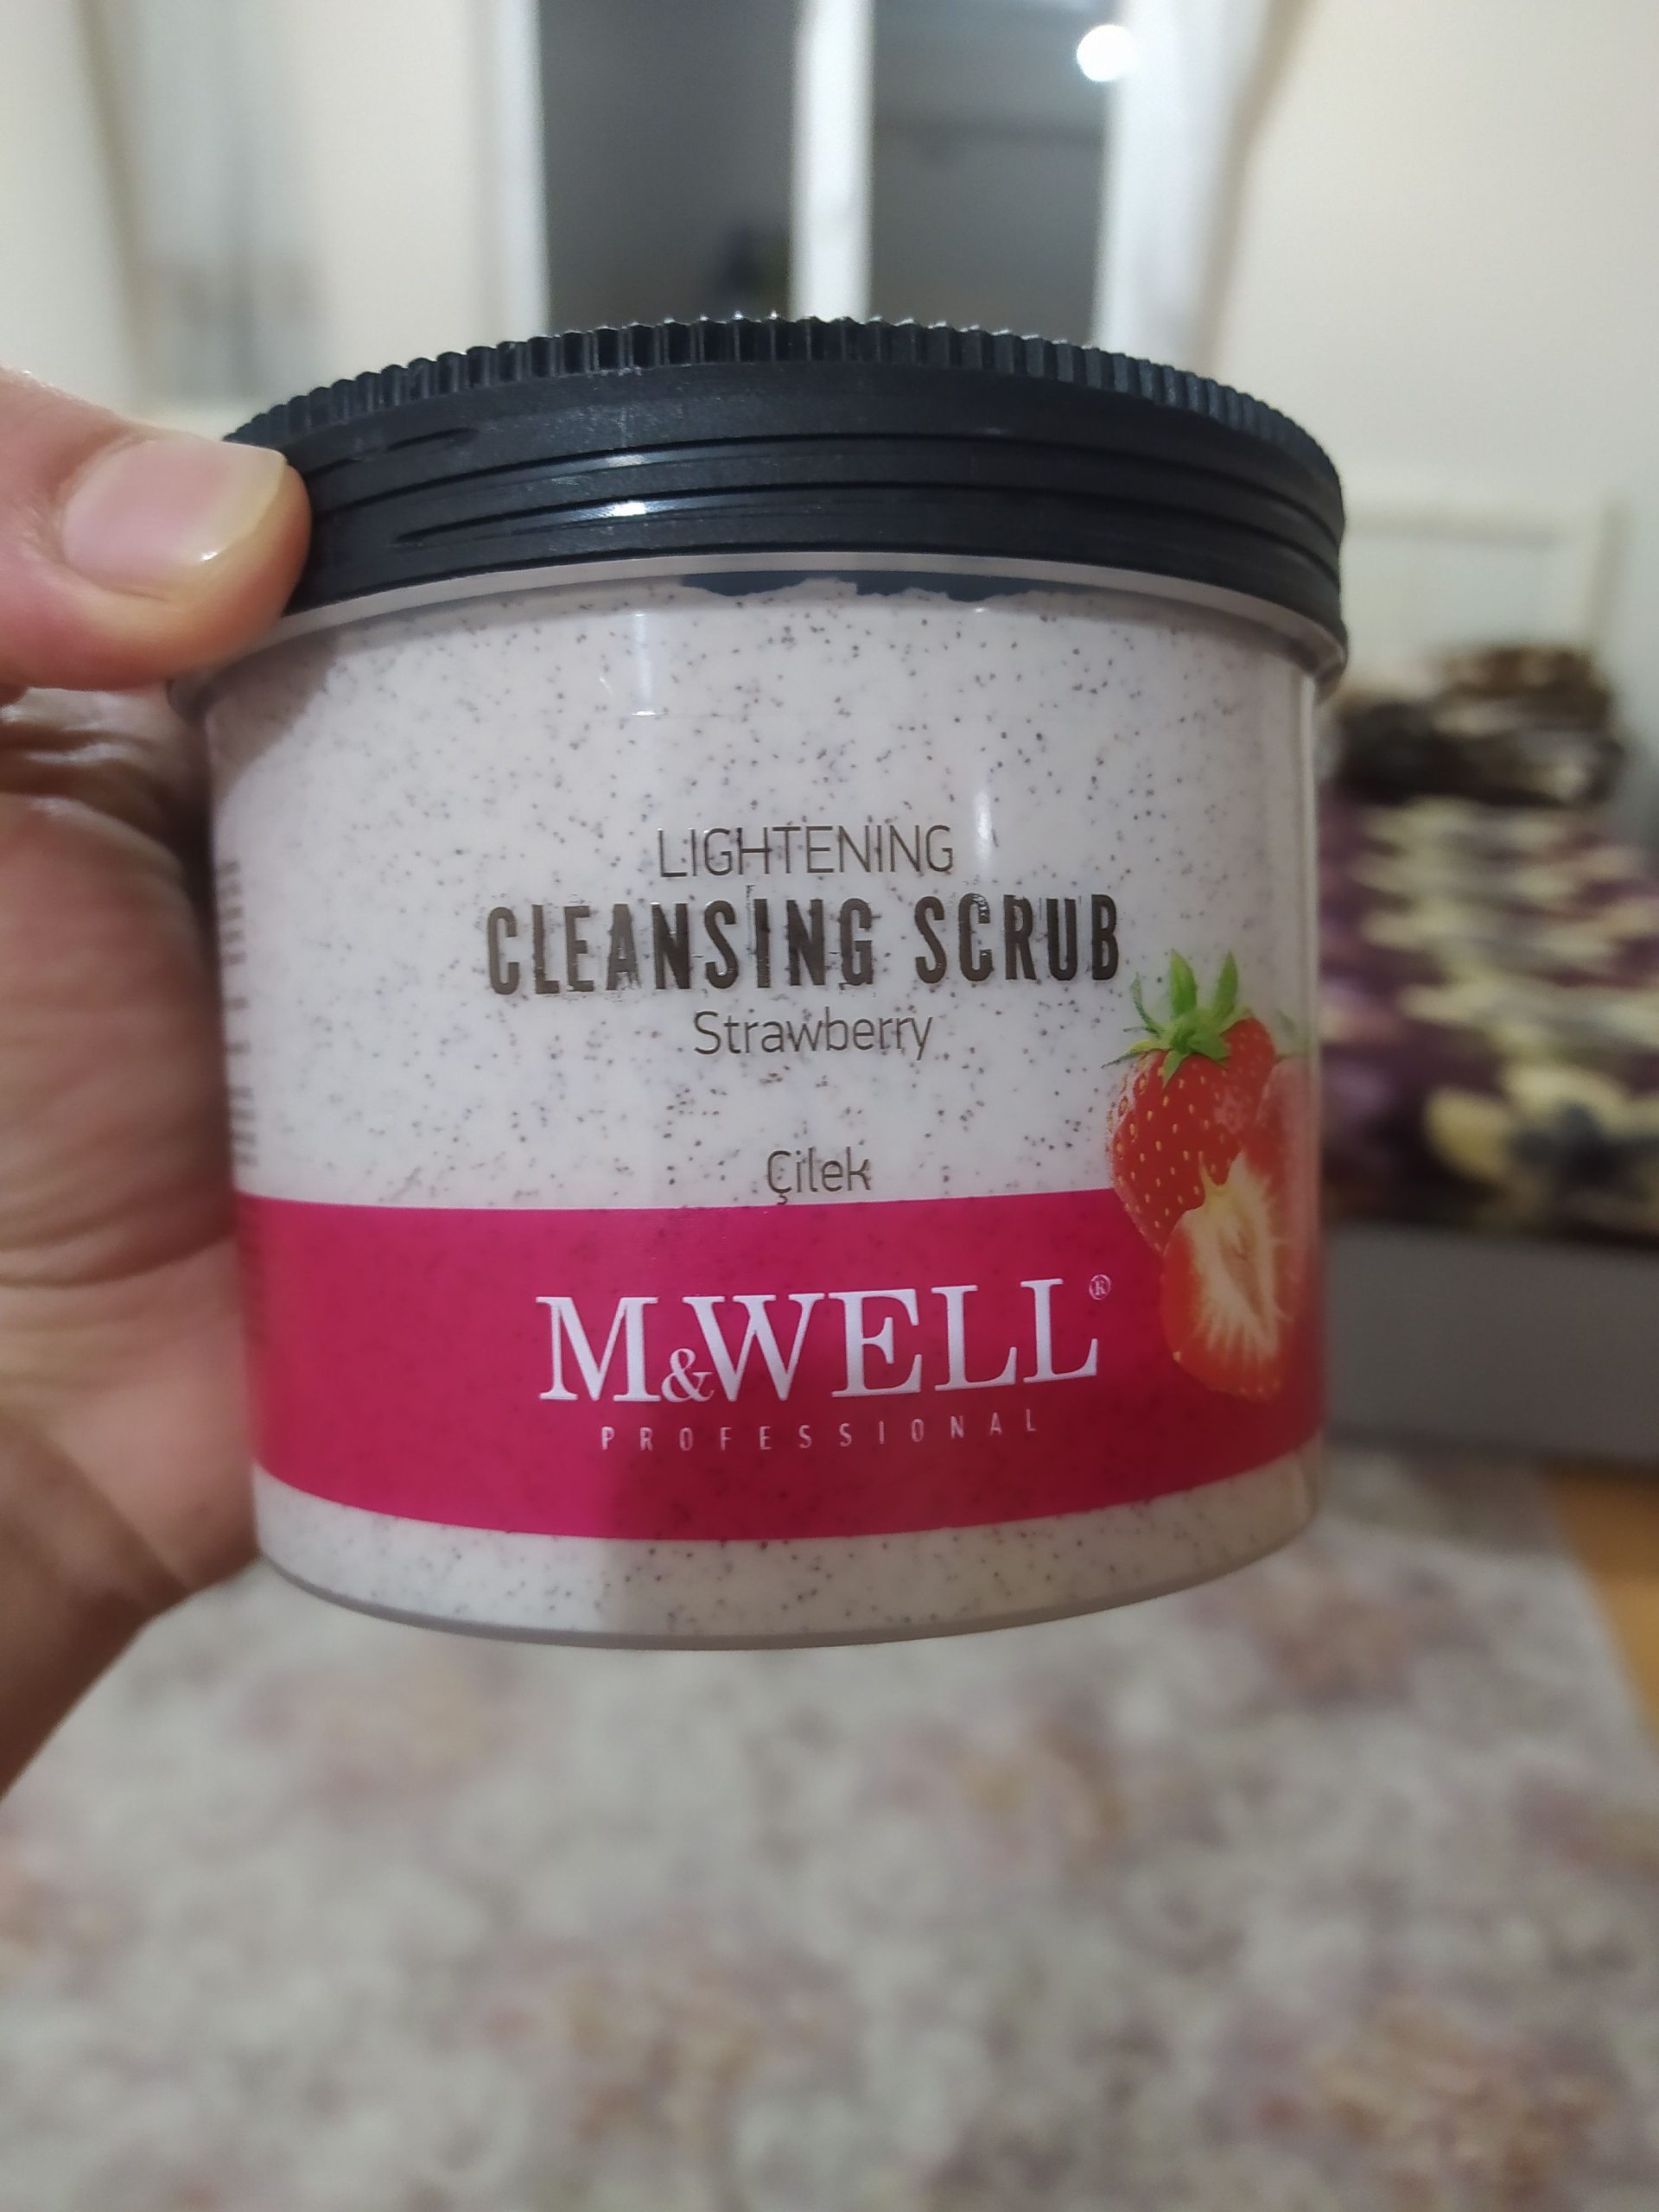 LIGHTENING
CLEANSING SCRUB
Strawberry
Çilek
M&WELL®
PROFESSIONAL